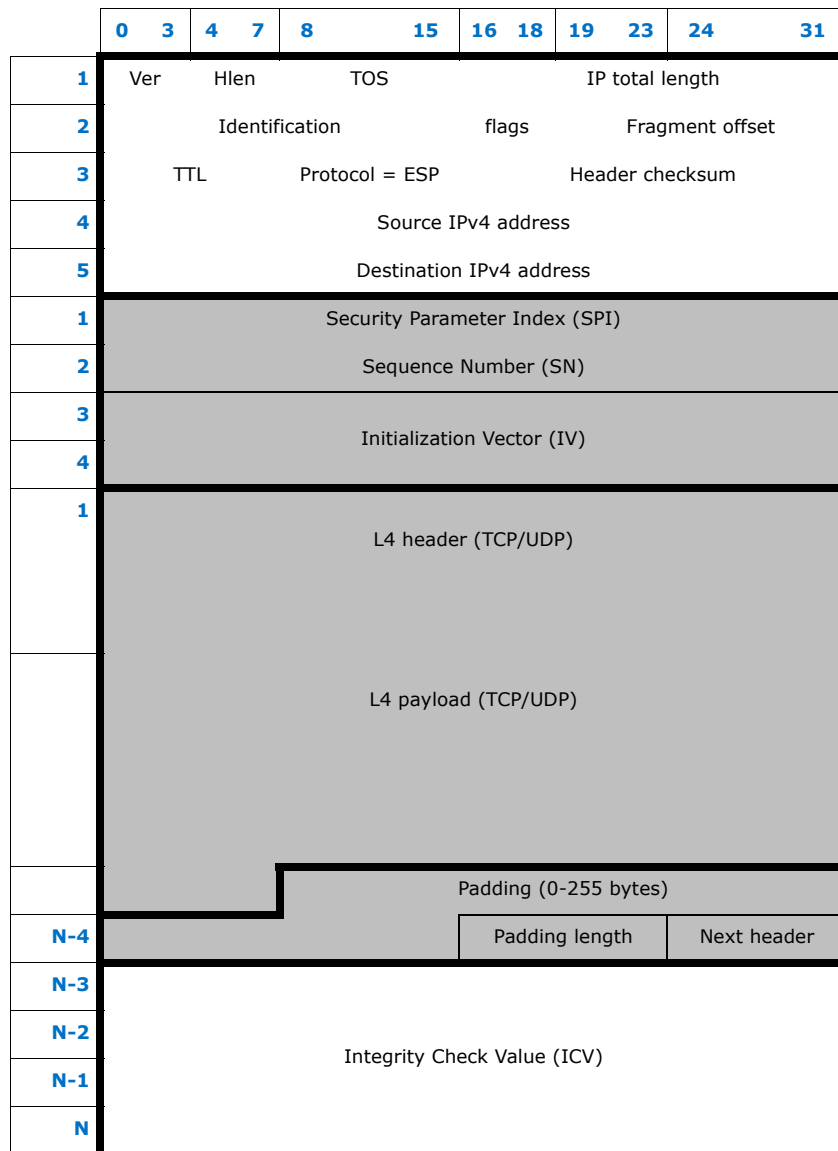 0 3 4 7 8 15 16 18 19 23 24 31
1 Ver Hlen TOS IP total length
2 Identification flags Fragment offset
3 TTL Protocol = ESP Header checksum
4 Source IPv4 address
5 Destination IPv4 address
1 Security Parameter Index (SPI)
2 Sequence Number (SN)
3
Initialization Vector (IV)
4
1
L4 header (TCP/UDP)
L4 payload (TCP/UDP)
Padding (0-255 bytes)
N-4 Padding length Next header
N-3
N-2
Integrity Check Value (ICV)
N-1
N